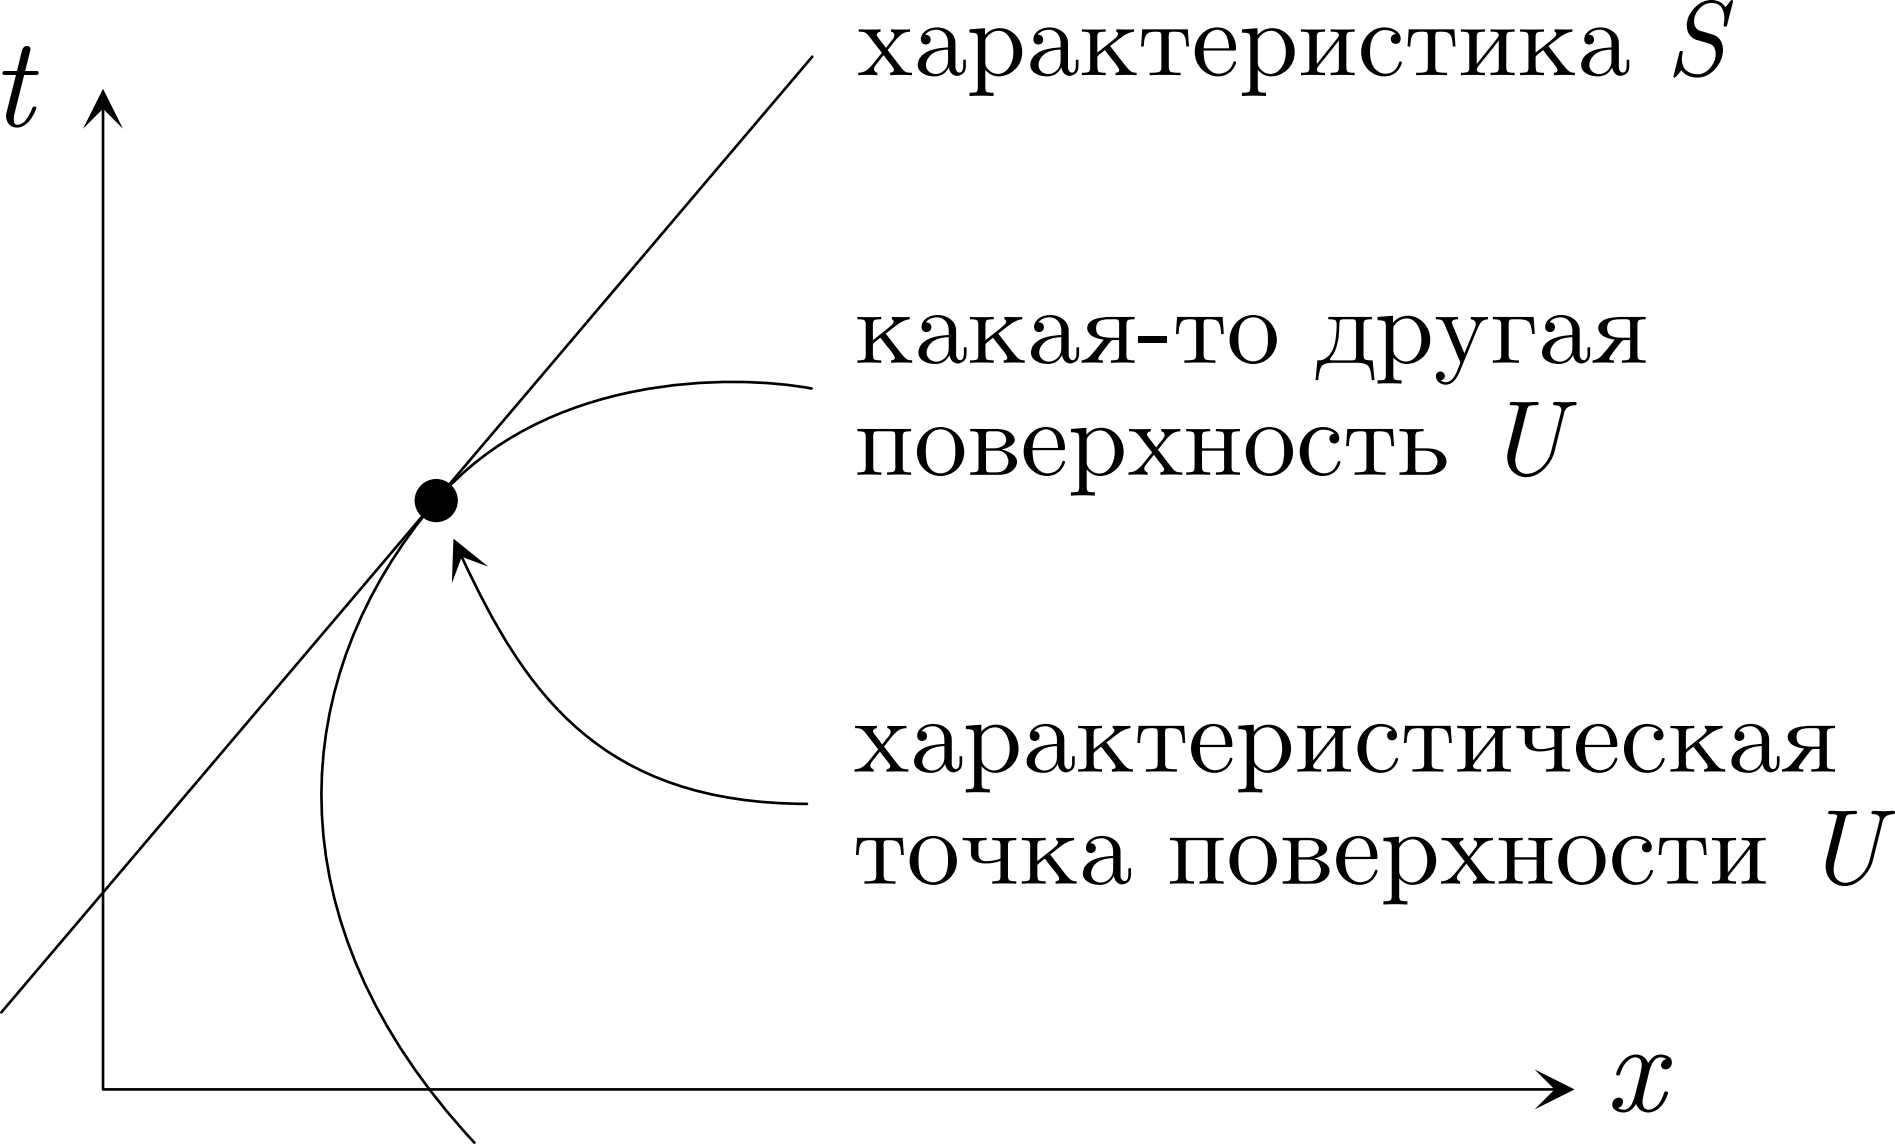 t
характеристика S
какая-то другая
поверхность U
характеристическая
точка поверхности U
x